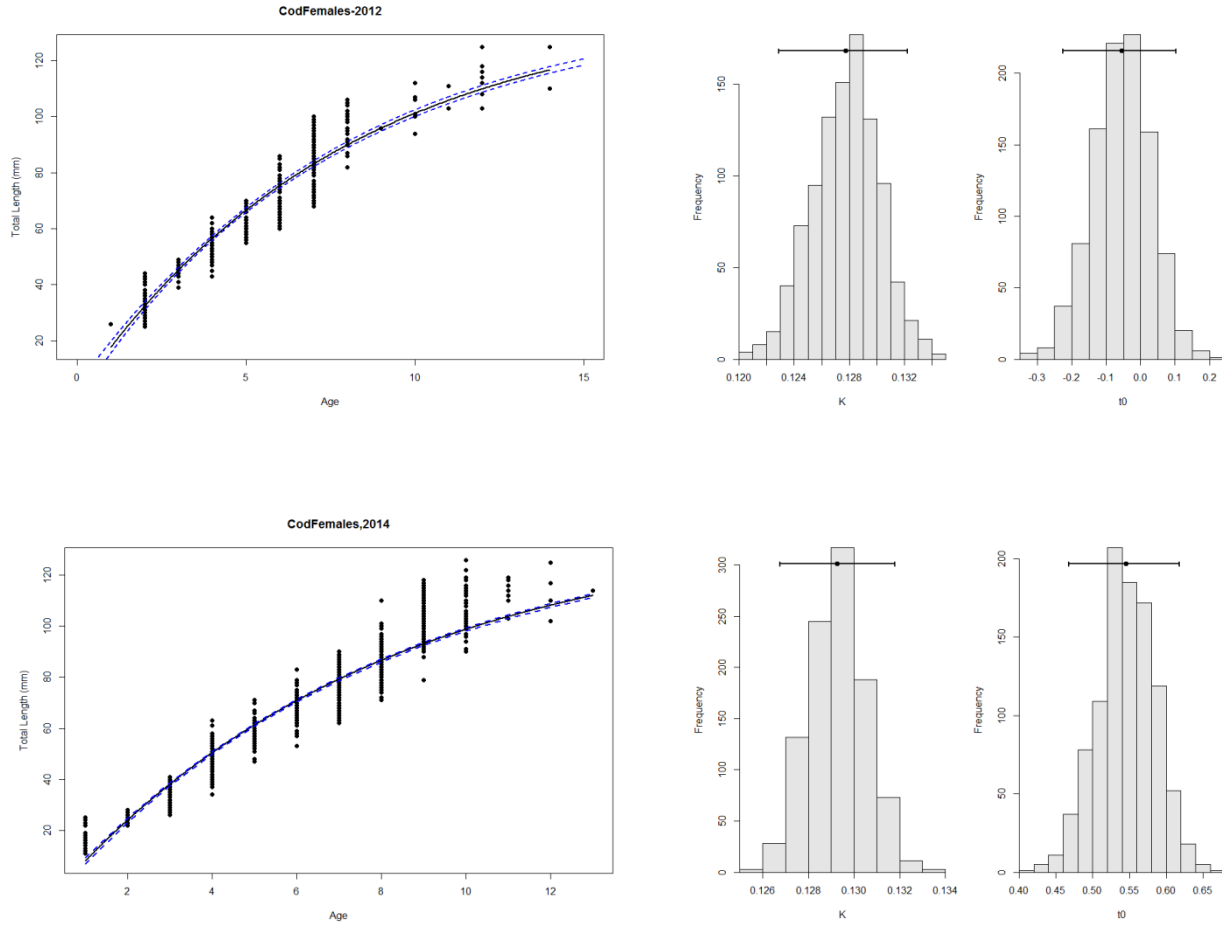 CodFemales-2012
Total Length (mm)
120
100
80
60
40
20
0 5 10 15
Age
Frequency
150
100
50
0
0.120 0.124 0.128 0.132
K
Frequency
200
150
100
50
0
-0.3 -0.2 -0.1 0.0 0.1 0.2
t0
CodFemales,2014
Total Length (mm)
120
100
80
60
40
20
2 4 6 8 10 12
Age
Frequency
300
250
200
150
100
50
0
0.126 0.128 0.130 0.132 0.134
K
Frequency
200
150
100
50
0
0.40 0.45 0.50 0.55 0.60 0.65
t0